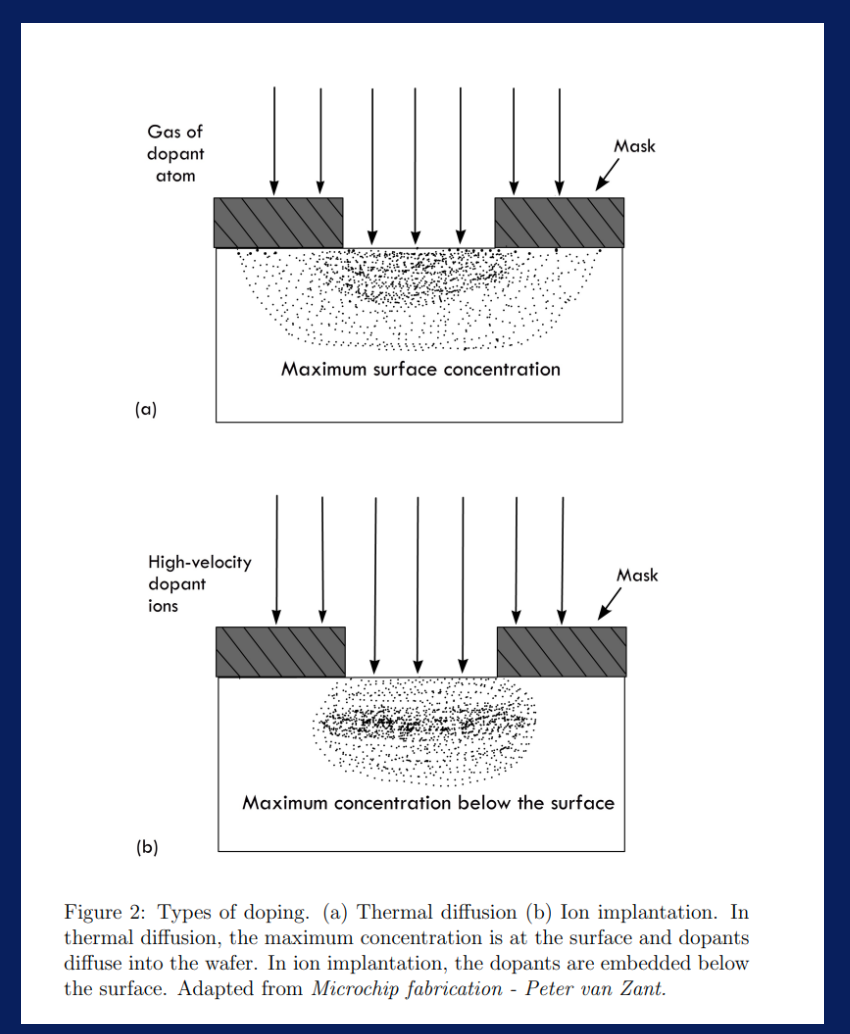 Gas of
dopant
atom
Mask
Maximum surface concentration
(a)
High-velocity
dopant
ions
Mask
Maximum concentration below the surface
(b)
Figure 2: Types of doping. (a) Thermal diffusion (b) Ion implantation. In
thermal diffusion, the maximum concentration is at the surface and dopants
diffuse into the wafer. In ion implantation, the dopants are embedded below
the surface. Adapted from Microchip fabrication - Peter van Zant.